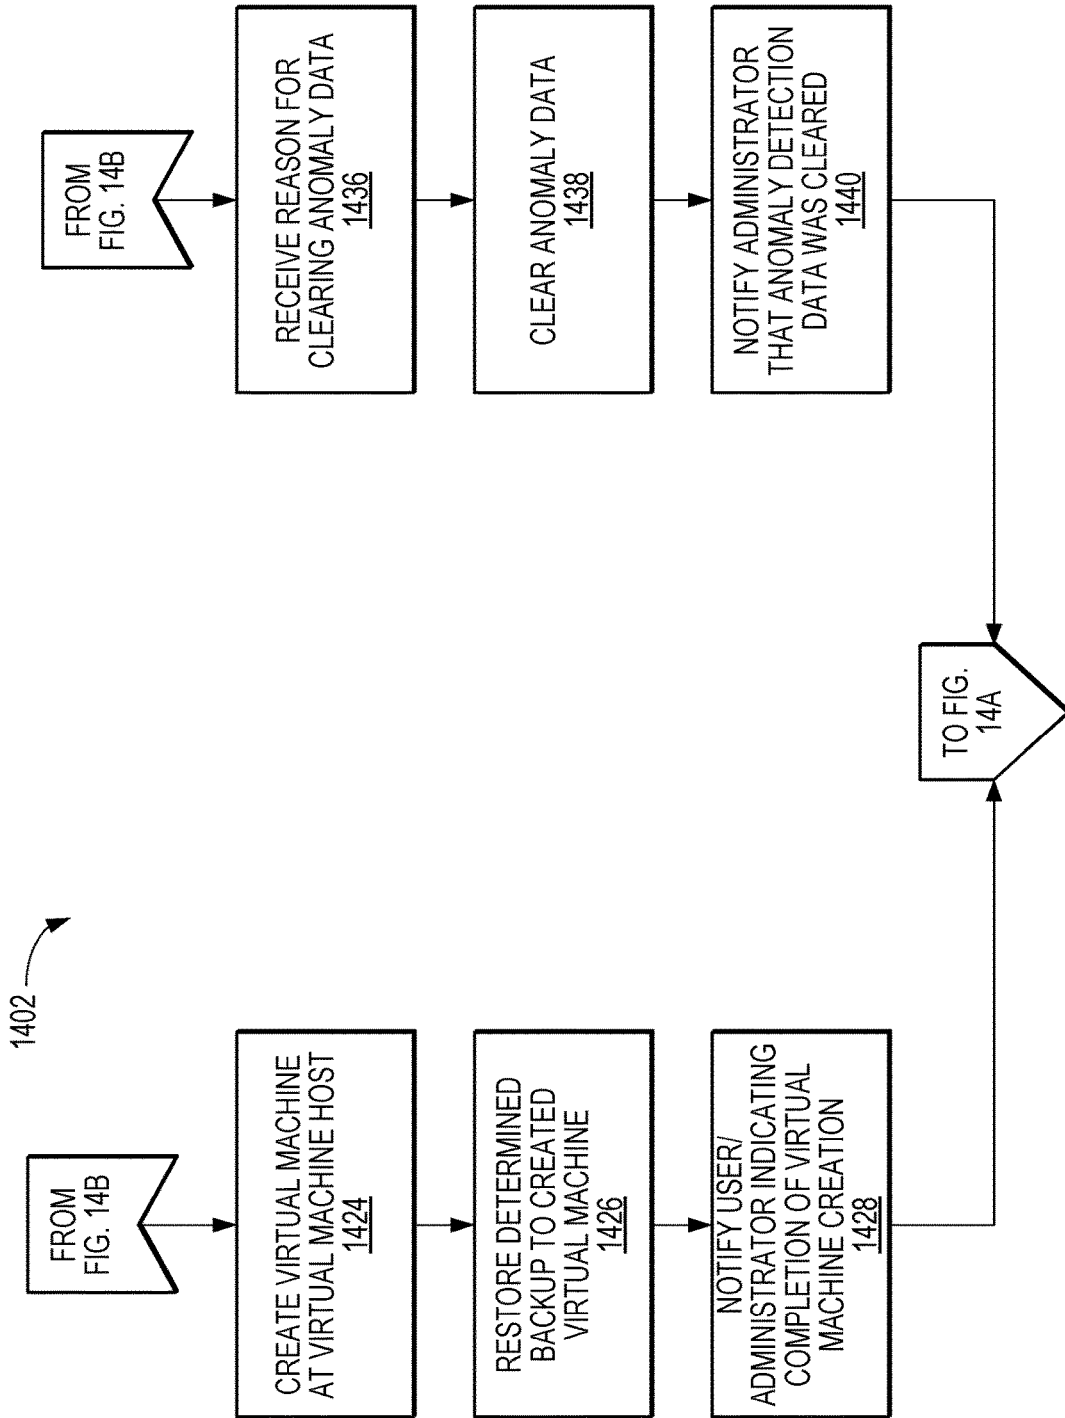 1402
FROM
FIG. 14B
CREATE VIRTUAL MACHINE
AT VIRTUAL MACHINE HOST
1424
RESTORE DETERMINED
BACKUP TO CREATED
VIRTUAL MACHINE
1426
NOTIFY USER/
ADMINISTRATOR INDICATING
COMPLETION OF VIRTUAL
MACHINE CREATION
1428
FROM
FIG. 14B
RECEIVE REASON FOR
CLEARING ANOMALY DATA
1436
CLEAR ANOMALY DATA
1438
NOTIFY ADMINISTRATOR
THAT ANOMALY DETECTION
DATA WAS CLEARED
1440
TO FIG.
14A